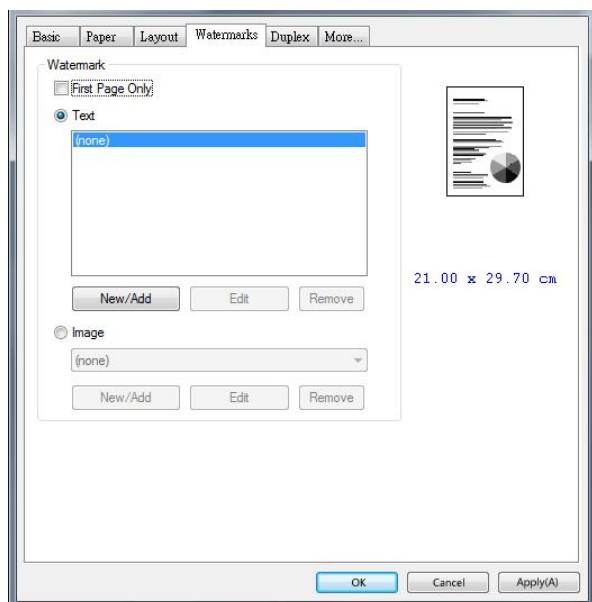 Basic Paper Layout Watermarks Duplex More...
Watermark
First Page Only
Text
(none)
21.00 x 29.70 cm
New/Add Edit Remove
Image
(none)
New/Add Edit Remove
OK Cancel Apply(A)